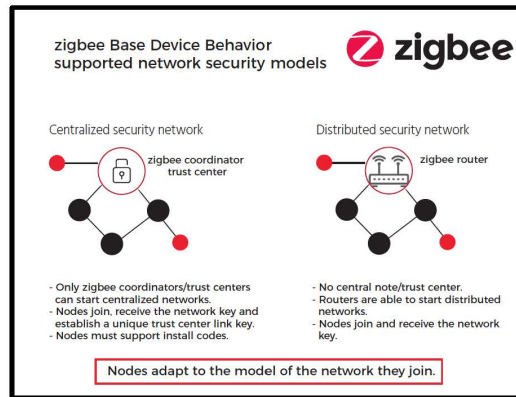 zigbee Base Device Behavior
supported network security models
zigbee
Centralized security network
zigbee coordinator
trust center
- Only zigbee coordinators/trust centers
can start centralized networks.
- Nodes join, receive the network key and
establish a unique trust center link key.
- Nodes must support install codes.
Distributed security network
zigbee router
- No central note/trust center.
- Routers are able to start distributed
networks.
- Nodes join and receive the network
key.
Nodes adapt to the model of the network they join.